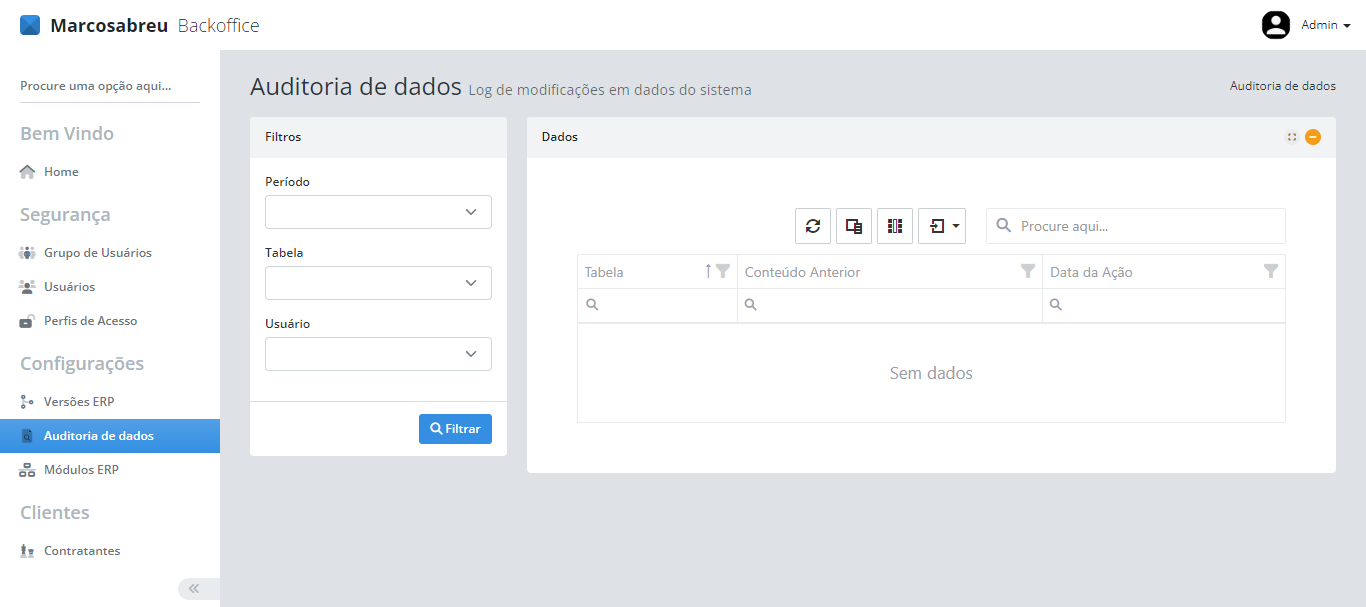 Marcosabreu Backoffice
Admin
Procure uma opção aqui...
Bem Vindo
Home
Segurança
Grupo de Usuários
Usuários
Perfis de Acesso
Configurações
Versões ERP
Auditoria de dados
Módulos ERP
Clientes
Contratantes
Auditoria de dados Log de modificações em dados do sistema
Auditoria de dados
Filtros
Período
Tabela
Usuário
Filtrar
Dados
Procure aqui...
Tabela Conteúdo Anterior Data da Ação
Sem dados